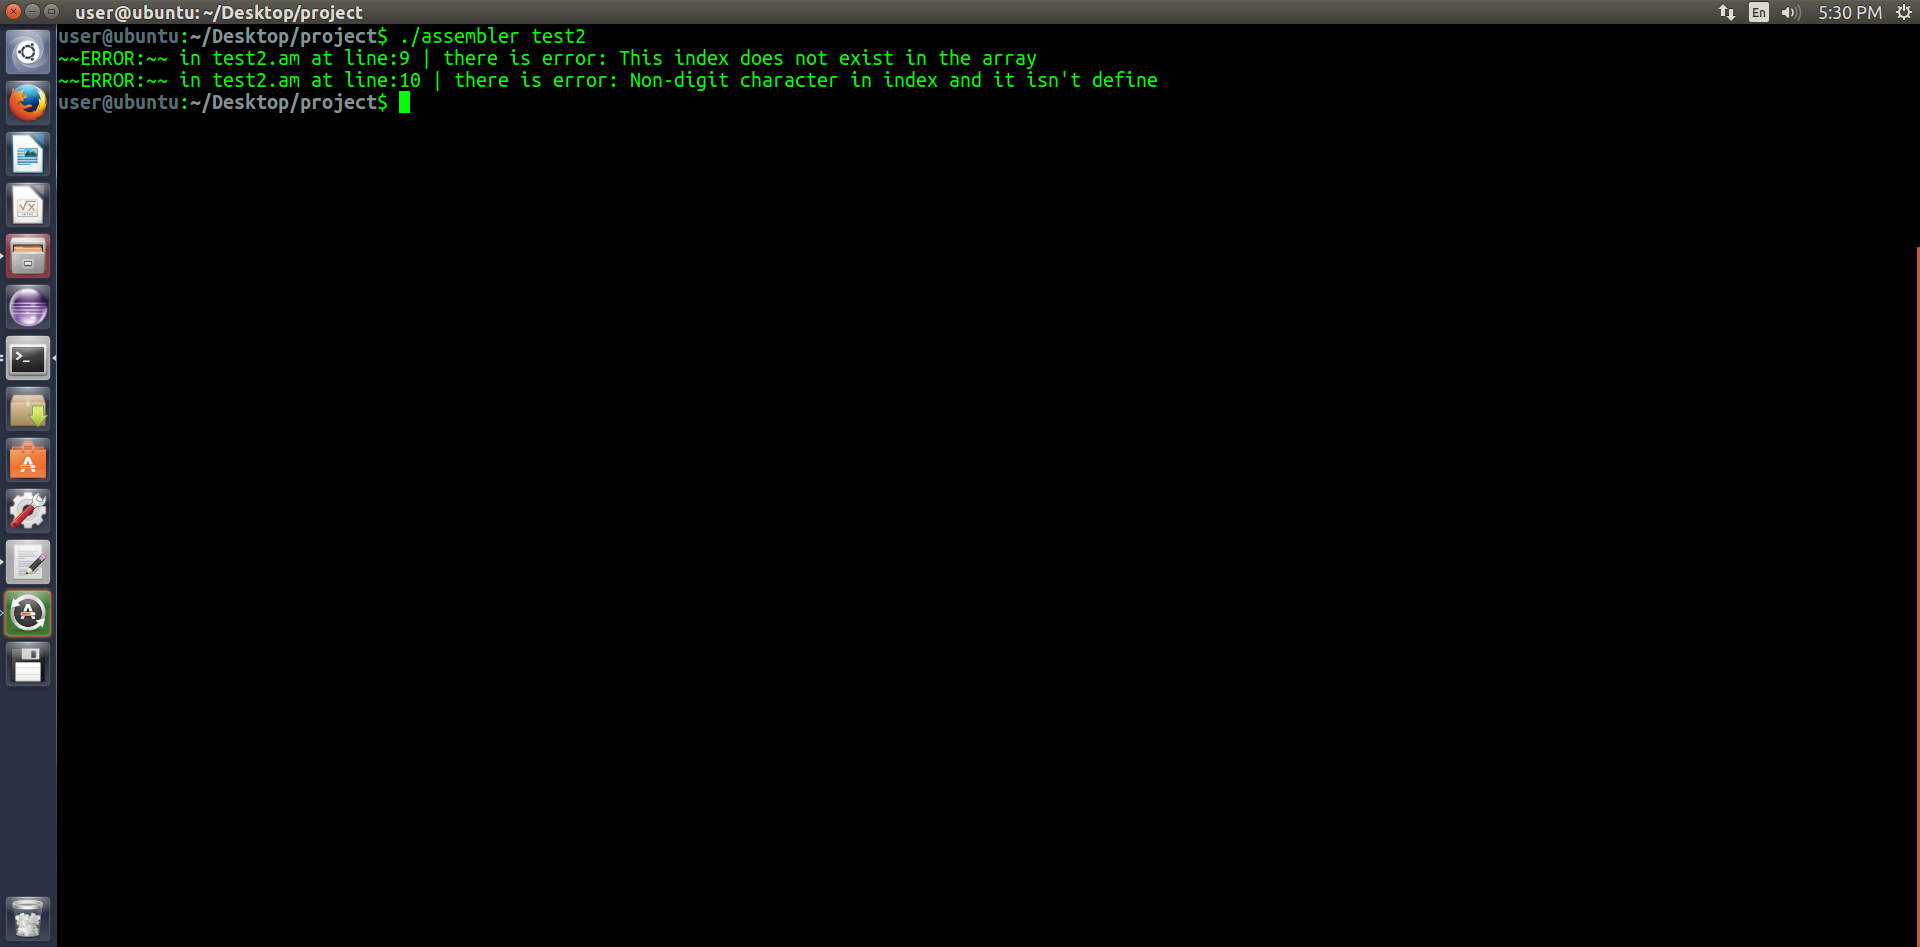 user@ubuntu: ~/Desktop/project
En
5:30 PM
user@ubuntu:~/Desktop/project$ ./assembler test2
~~ERROR:~~ in test2.am at line:9 | there is error: This index does not exist in the array
~~ERROR:~~ in test2.am at line:10 | there is error: Non-digit character in index and it isn't define
user@ubuntu:~/Desktop/project$